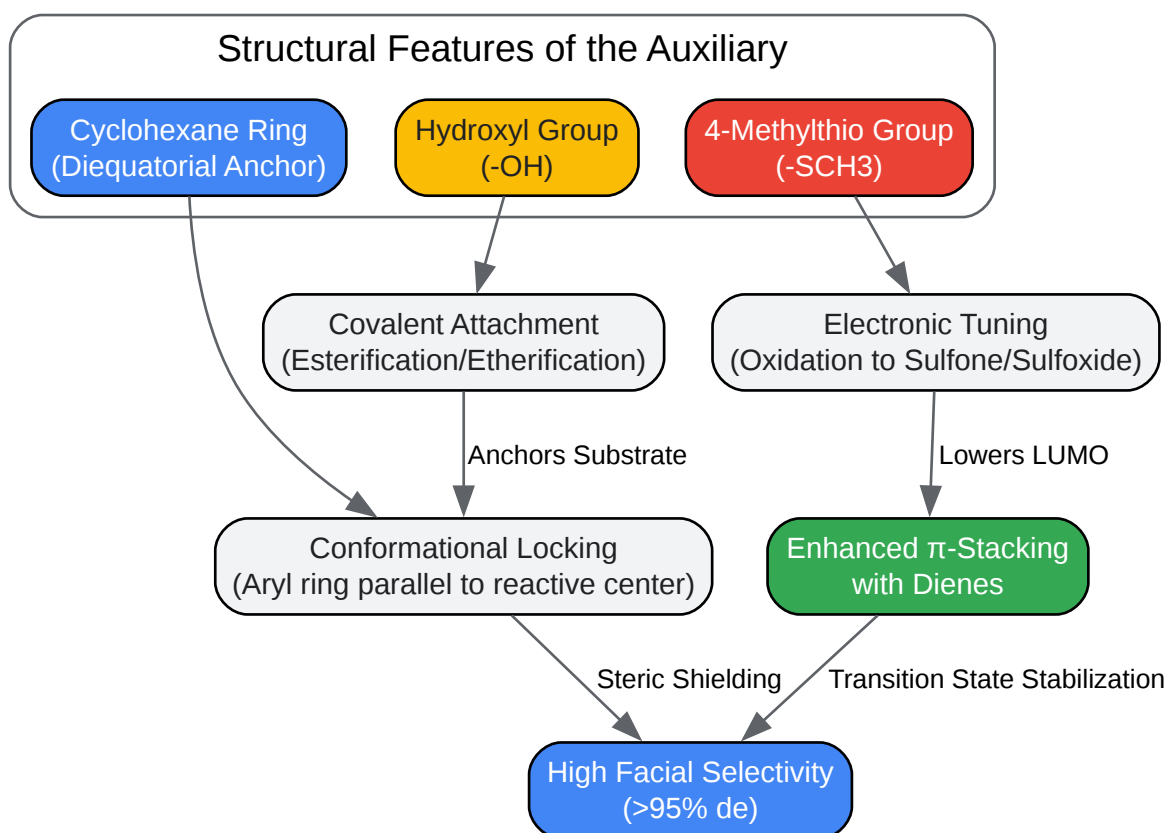 Structural Features of the Auxiliary
Cyclohexane Ring
(Diequatorial Anchor)
Hydroxyl Group
(-OH)
4-Methylthio Group
(-SCH3)
Covalent Attachment
(Esterification/Etherification)
Electronic Tuning
(Oxidation to Sulfone/Sulfoxide)
Anchors Substrate
Lowers LUMO
Conformational Locking
(Aryl ring parallel to reactive center)
Enhanced π-Stacking
with Dienes
Steric Shielding
Transition State Stabilization
High Facial Selectivity
(>95% de)